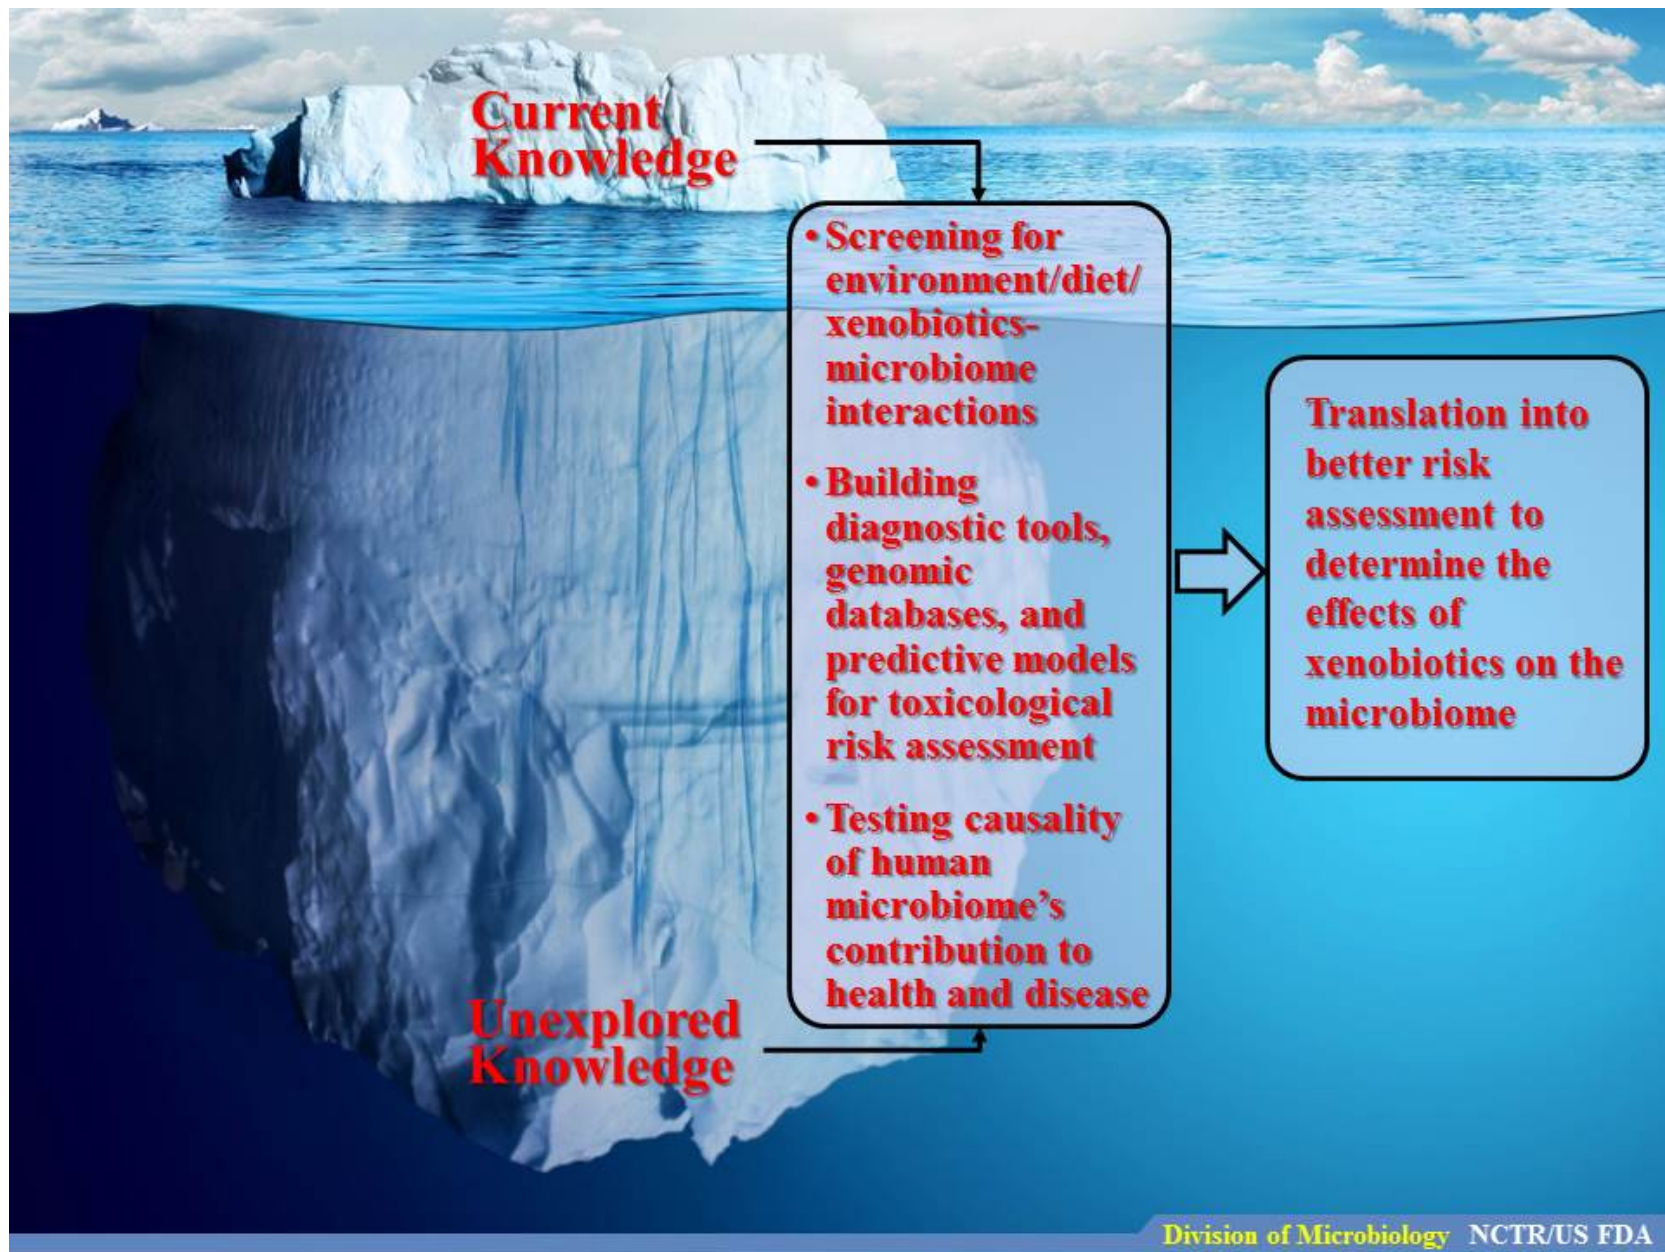 Current
Knowledge
• Screening for
environment/diet/
xenobiotics-
microbiome
interactions
• Building
diagnostic tools,
genomic
databases, and
predictive models
for toxicological
risk assessment
• Testing causality
of human
microbiome’s
contribution to
health and disease
Translation into
better risk
assessment to
determine the
effects of
xenobiotics on the
microbiome
Unexplored
Knowledge
Division of Microbiology NCTR/US FDA